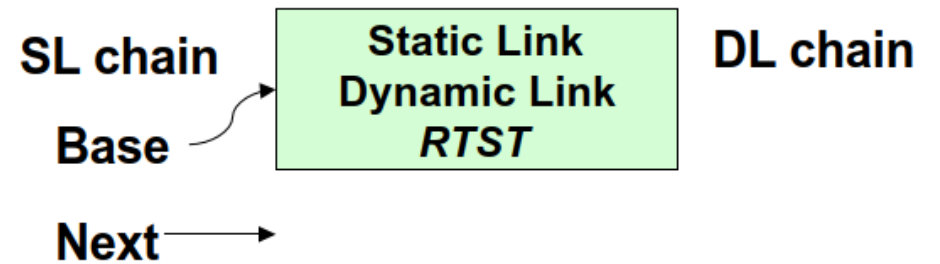 SL chain
Static Link
DL chain
Dynamic Link
Base
RTST
Next